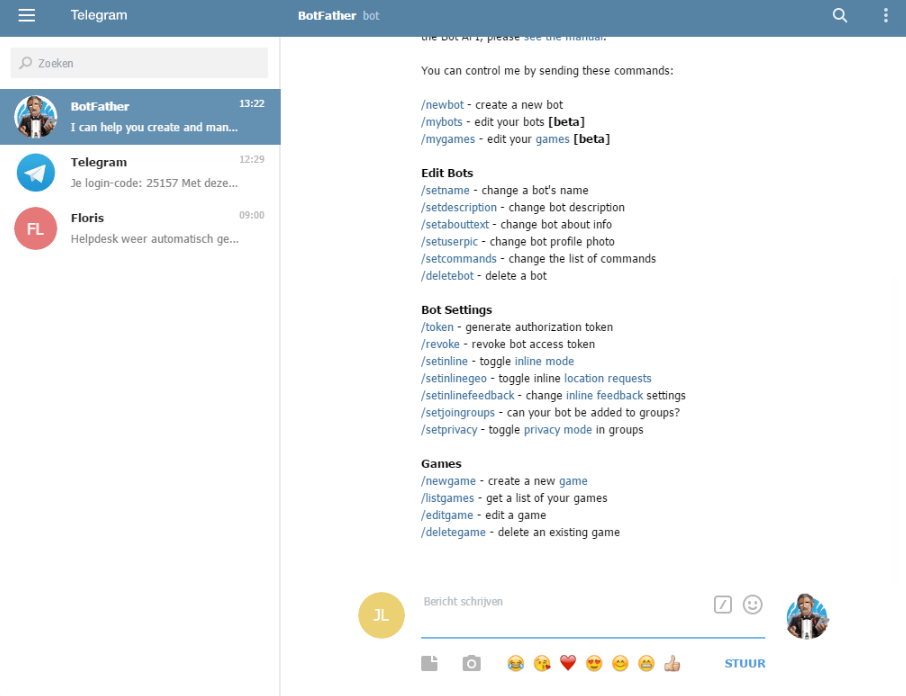 Telegram
BotFather bot
Zoeken
BotFather 13:22
I can help you create and man...
Telegram 12:29
Je login-code: 25157 Met deze...
FL
Floris 09:00
Helpdesk weer automatisch ge...
the Bot API, please see the manual.
You can control me by sending these commands:
/newbot - create a new bot
/mybots - edit your bots [beta]
/mygames - edit your games [beta]
Edit Bots
/setname - change a bot's name
/setdescription - change bot description
/setabouttext - change bot about info
/setuserpic - change bot profile photo
/setcommands - change the list of commands
/deletebot - delete a bot
Bot Settings
/token - generate authorization token
/revoke - revoke bot access token
/setinline - toggle inline mode
/setinlinegeo - toggle inline location requests
/setinlinefeedback - change inline feedback settings
/setjoingroups - can your bot be added to groups?
/setprivacy - toggle privacy mode in groups
Games
/newgame - create a new game
/listgames - get a list of your games
/editgame - edit a game
/deletegame - delete an existing game
JL
Bericht schrijven
STUUR